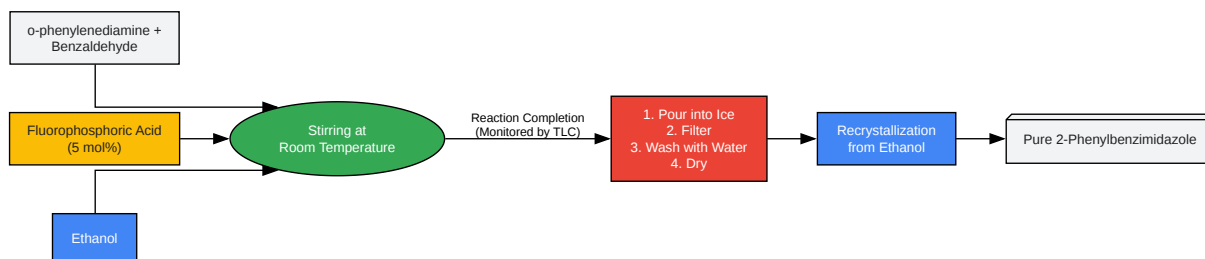 o-phenylenediamine +
Benzaldehyde
Fluorophosphoric Acid
(5 mol%)
Ethanol
Stirring at
Room Temperature
Reaction Completion
(Monitored by TLC)
1. Pour into Ice
2. Filter
3. Wash with Water
4. Dry
Recrystallization
from Ethanol
Pure 2-Phenylbenzimidazole